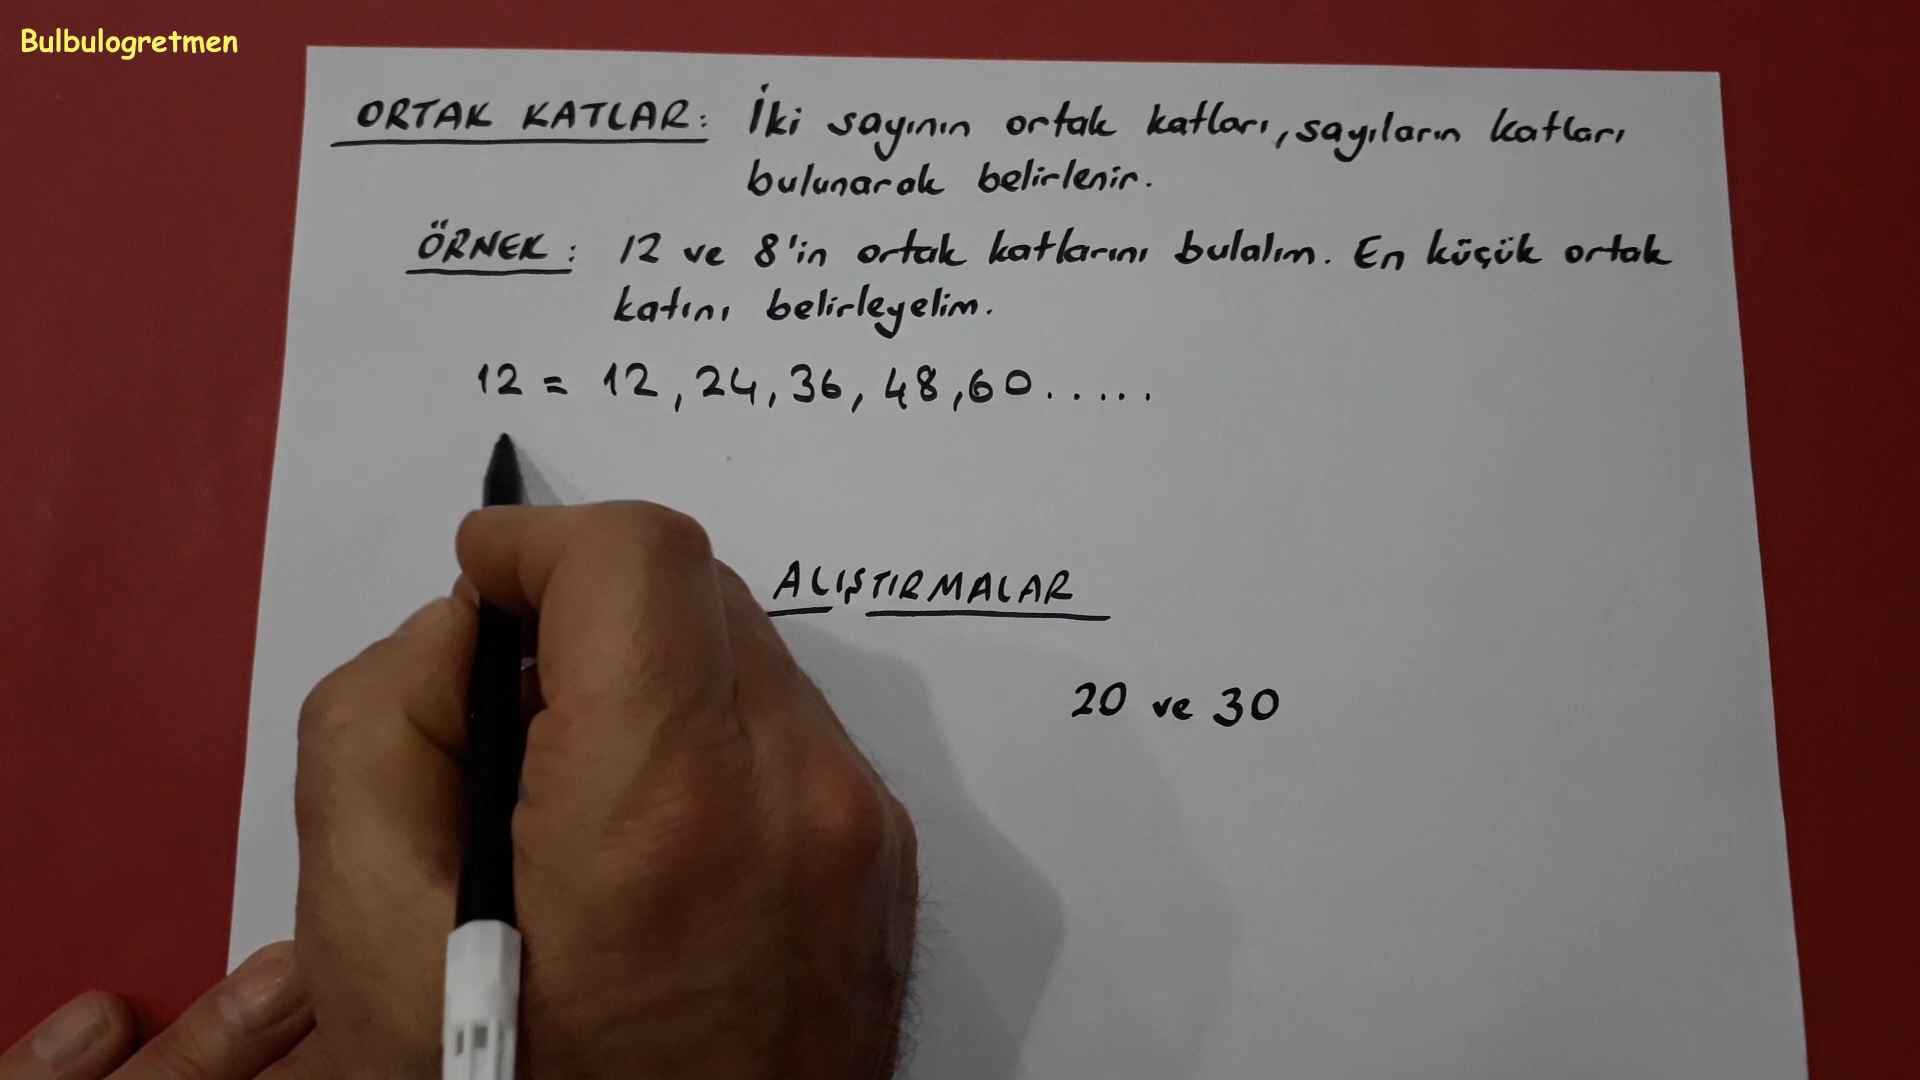 Bulbulogretmen
ORTAK KATLAR: İki sayının ortak katları, sayıların katları
bulunarak belirlenir.
ÖRNEK: 12 ve 8'in ortak katlarını bulalım. En küçük ortak
katını belirleyelim.
12 = 12, 24, 36, 48, 60.....
ALIŞTIRMALAR
20 ve 30